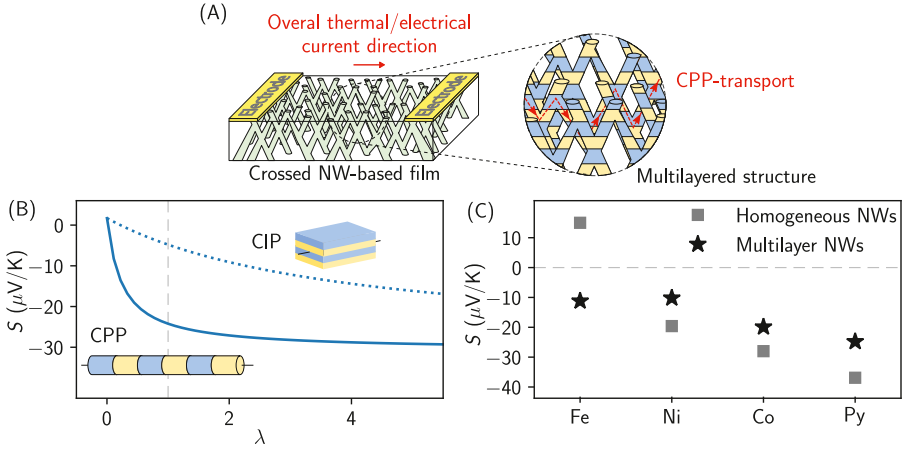 (A)
Overal thermal/electrical
current direction
Electrode
Electrode
CPP-transport
Crossed NW-based film
Multilayered structure
(B)
CIP
CPP
S (μV/K)
0
−10
−20
−30
0
2
4
λ
(C)
Homogeneous NWs
Multilayer NWs
S (μV/K)
10
0
−10
−20
−30
−40
Fe
Ni
Co
Py